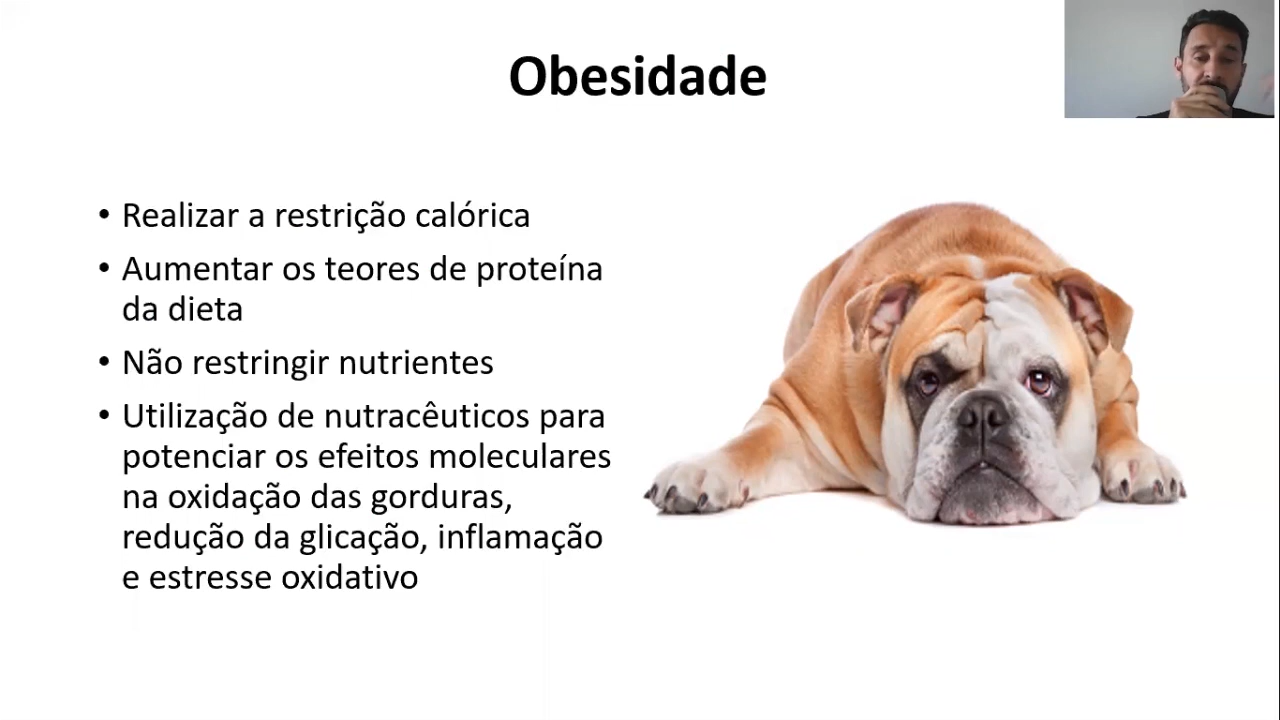 Obesidade
• Realizar a restrição calórica
• Aumentar os teores de proteína
da dieta
• Não restringir nutrientes
• Utilização de nutracêuticos para
potenciar os efeitos moleculares
na oxidação das gorduras,
redução da glicação, inflamação
e estresse oxidativo